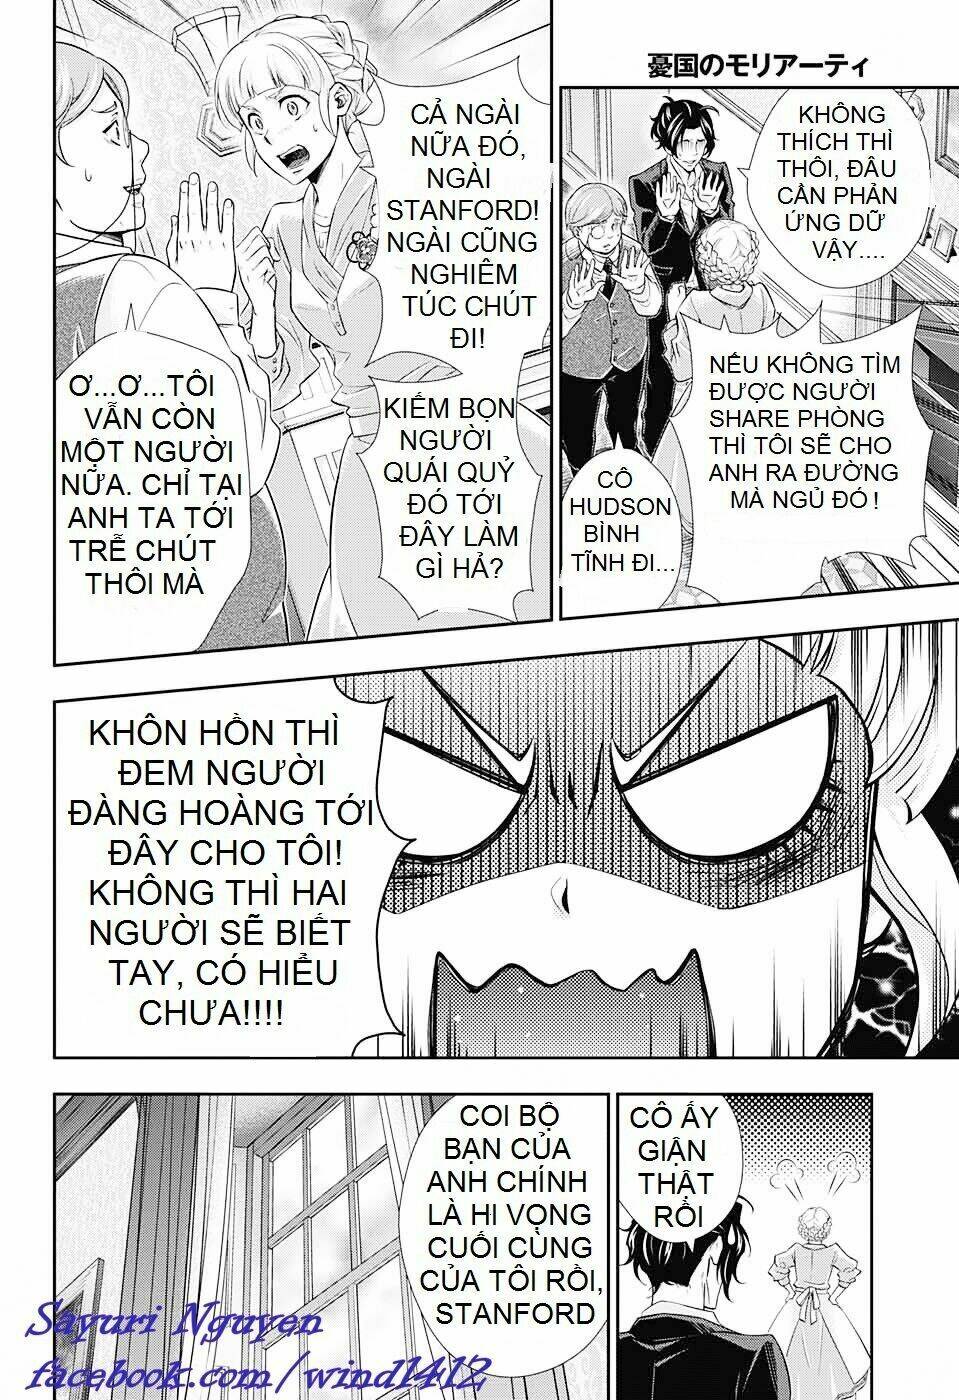 憂国のモリアーティ
KHÔNG
THÍCH THÌ
THÔI, ĐÂU
CẦN PHẢN
ỨNG DỮ
VẬY....
NẾU KHÔNG TÌM
ĐƯỢC NGƯỜI
SHARE PHÒNG
THÌ TÔI SẼ CHO
ANH RA ĐƯỜNG
MÀ NGỦ ĐÓ !
CÔ
HUDSON
BÌNH
TĨNH ĐI...
CẢ NGÀI
NỮA ĐÓ,
NGÀI
STANFORD!
NGÀI CŨNG
NGHIÊM
TÚC CHÚT
ĐI!
KIẾM BỌN
NGƯỜI
QUÁI QUỶ
ĐÓ TỚI
ĐÂY LÀM
GÌ HẢ?
Ơ...Ơ...TÔI
VẪN CÒN
MỘT NGƯỜI
NỮA. CHỈ TẠI
ANH TA TỚI
TRỄ CHÚT
THÔI MÀ
KHÔN HỒN THÌ
ĐEM NGƯỜI
ĐÀNG HOÀNG TỚI
ĐÂY CHO TÔI!
KHÔNG THÌ HAI
NGƯỜI SẼ BIẾT
TAY, CÓ HIỂU
CHƯA!!!!
CÔ ẤY
GIẬN
THẬT
RỒI
COI BỘ
BẠN CỦA
ANH CHÍNH
LÀ HI VỌNG
CUỐI CÙNG
CỦA TÔI RỒI,
STANFORD
Sayuri Nguyen
facebook.com/wind1412